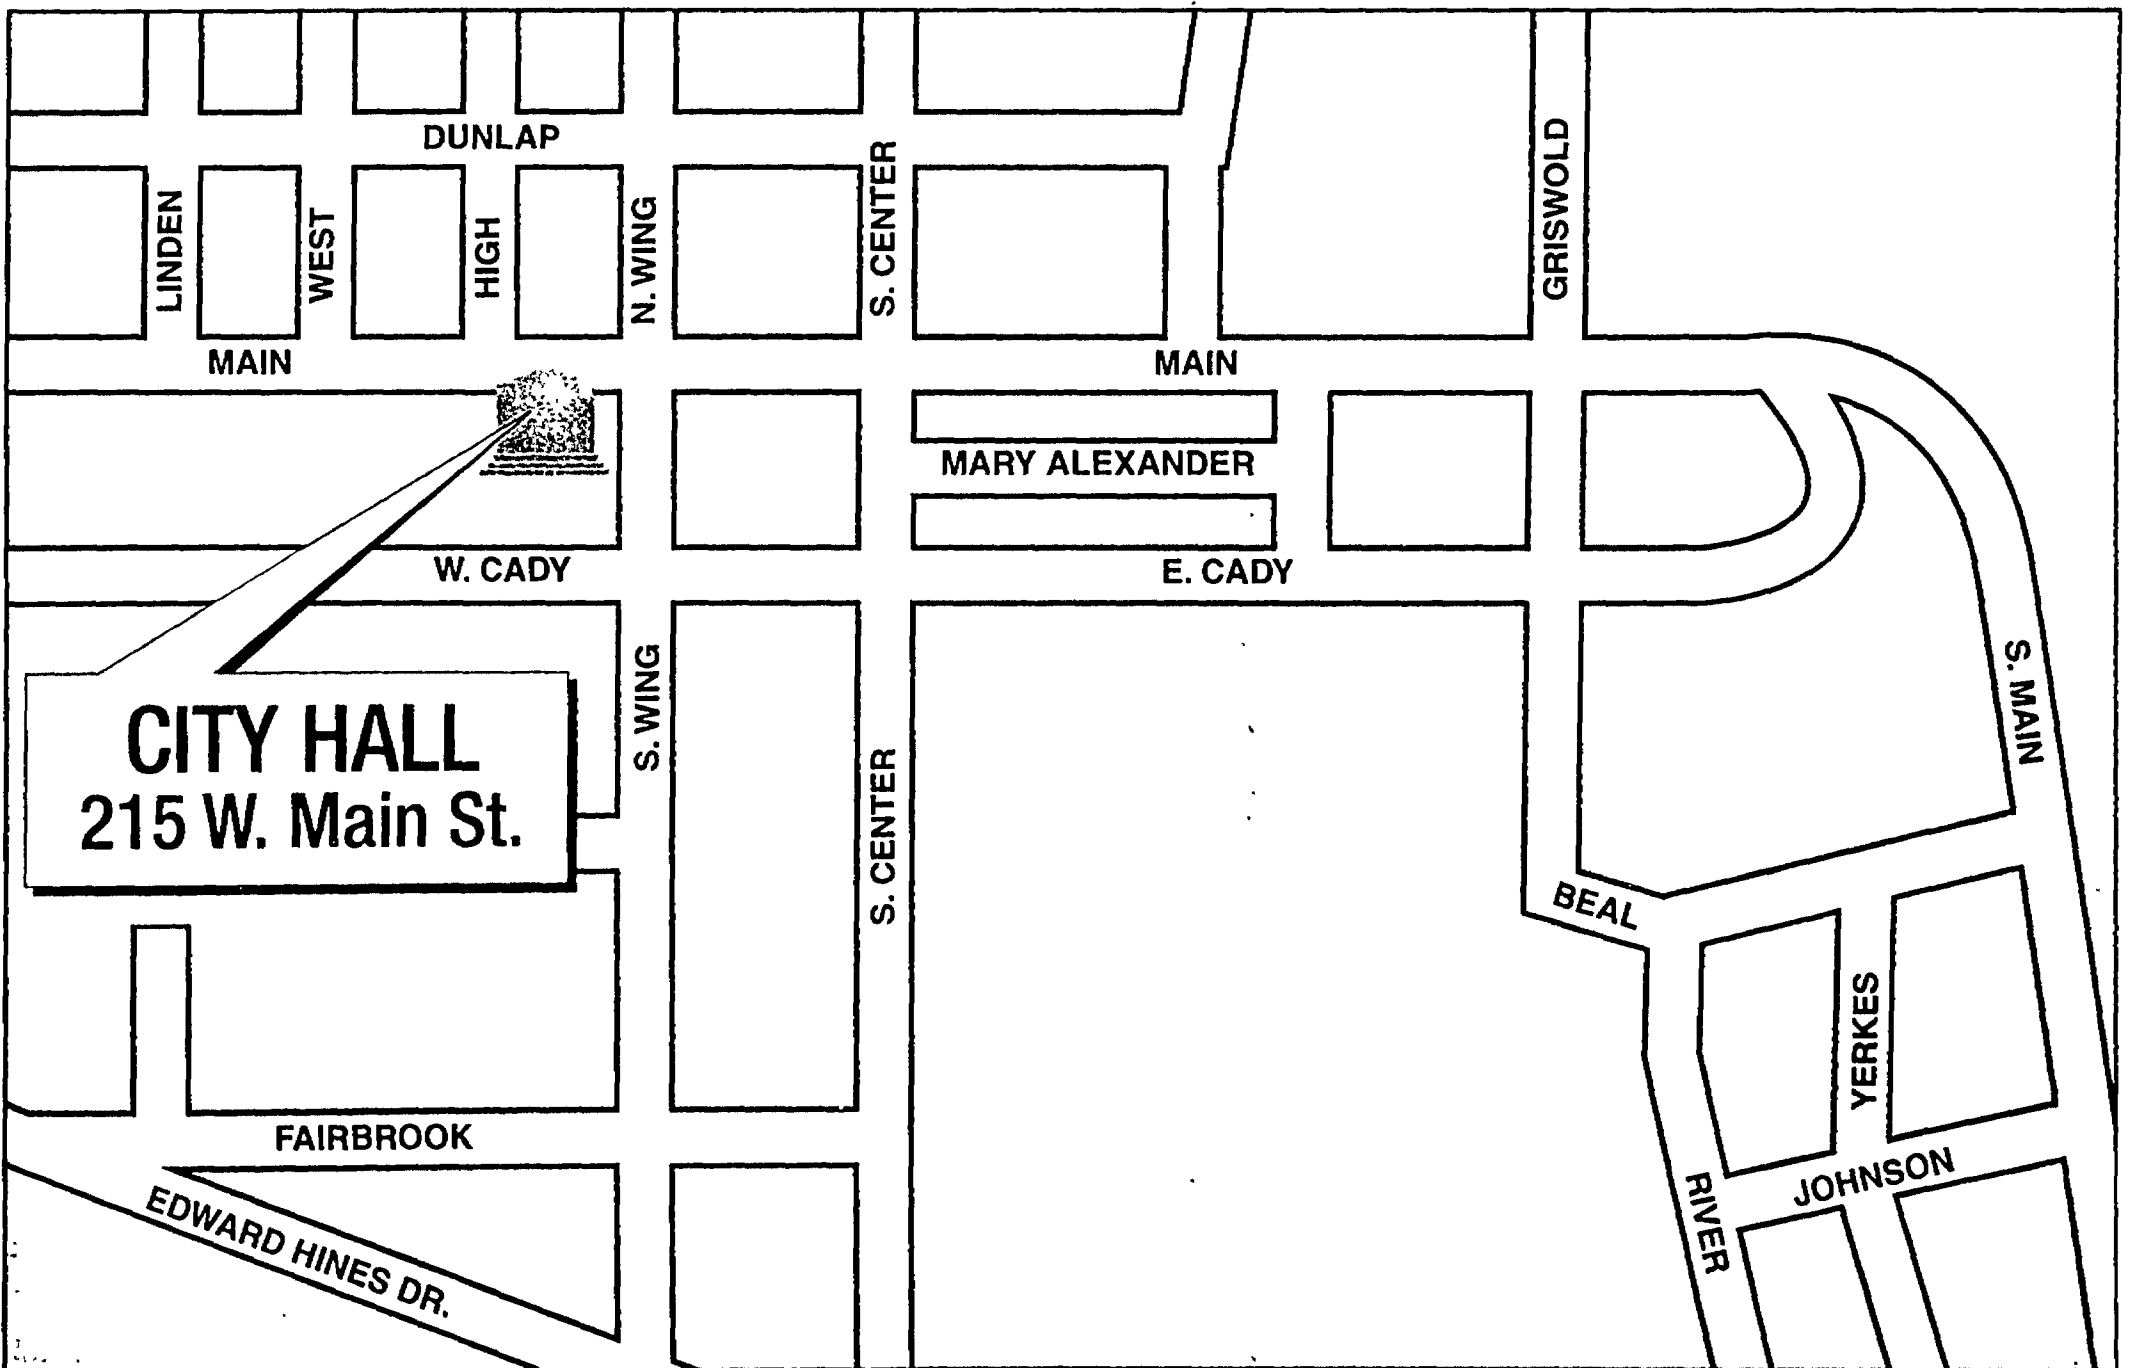 DUNLAP
LINDEN
WEST
HIGH
N. WING
S. CENTER
GRISWOLD
MAIN
MAIN
MARY ALEXANDER
W. CADY
E. CADY
S. WING
S. MAIN
CITY HALL
215 W. Main St.
S. CENTER
BEAL
YERKES
FAIRBROOK
JOHNSON
RIVER
EDWARD HINES DR.